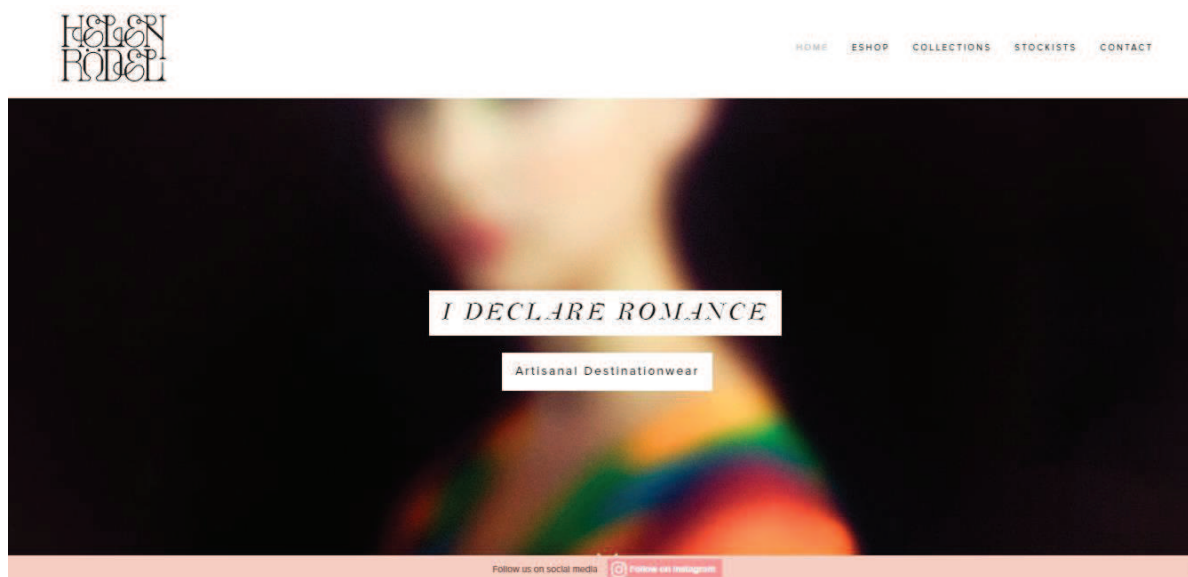 HELEN
RÖDEL
HOME ESHOP COLLECTIONS STOCKISTS CONTACT
I DECLARE ROMANCE
Artisanal Destinationwear
Follow us on social media Follow on Instagram